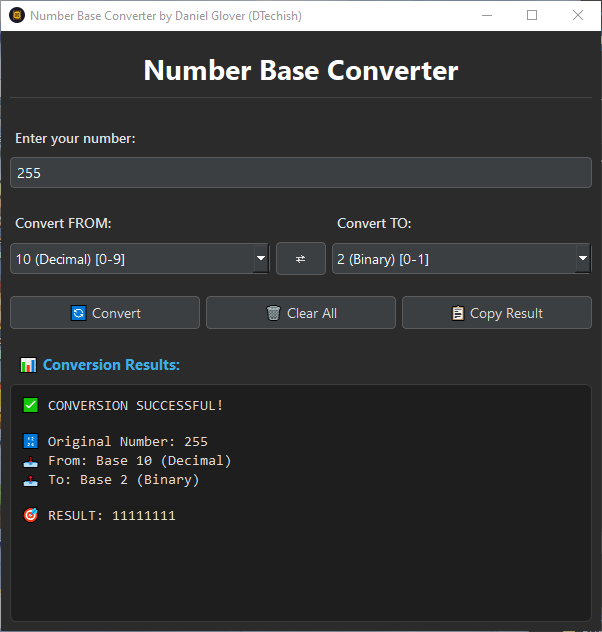 Number Base Converter by Daniel Glover (DTechish)
Number Base Converter
Enter your number:
255
Convert FROM: Convert TO:
10 (Decimal) [0-9] ⇄ 2 (Binary) [0-1]
🔄 Convert 🗑️ Clear All 📋 Copy Result
📊 Conversion Results:
✅ CONVERSION SUCCESSFUL!
🔢 Original Number: 255
📤 From: Base 10 (Decimal)
📥 To: Base 2 (Binary)
🎯 RESULT: 11111111